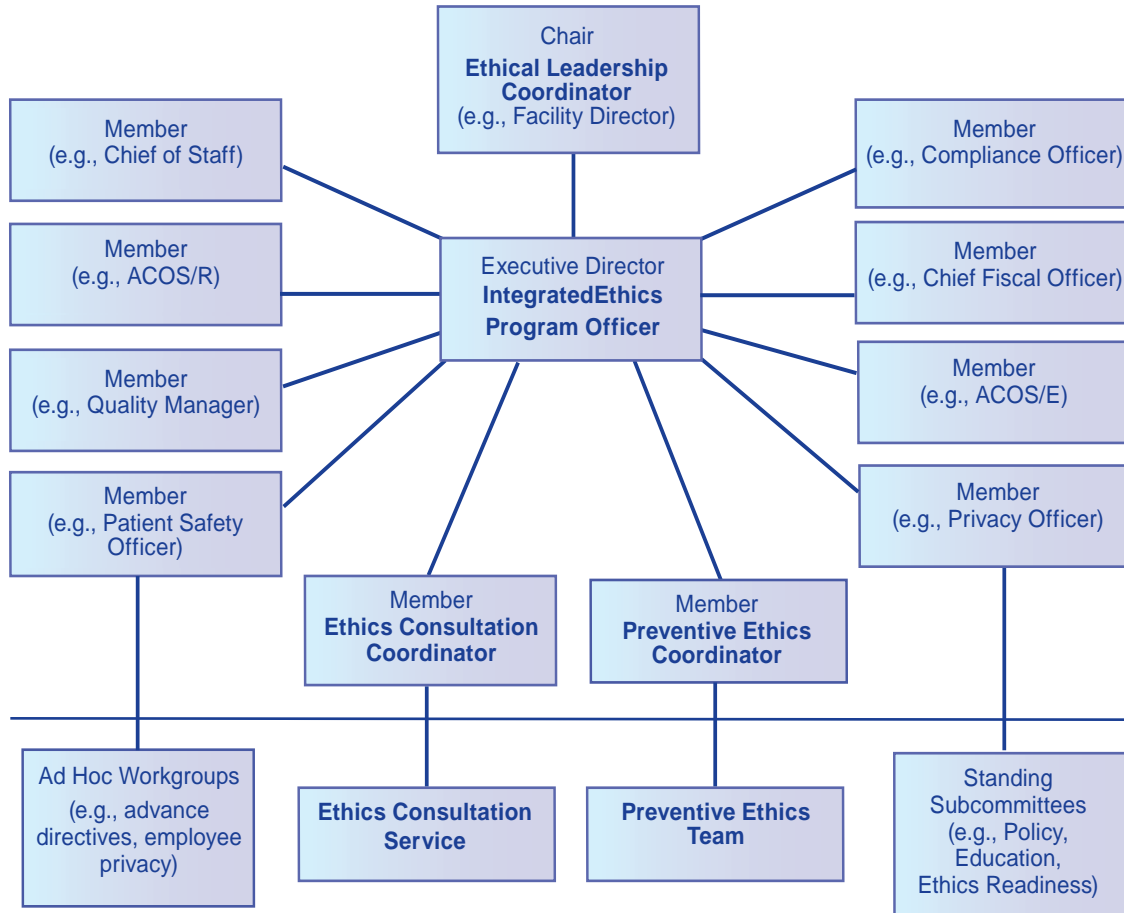 Chair
Ethical Leadership
Coordinator
(e.g., Facility Director)
Member
(e.g., Chief of Staff)
Member
(e.g., Compliance Officer)
Member
(e.g., ACOS/R)
Executive Director
IntegratedEthics
Program Officer
Member
(e.g., Chief Fiscal Officer)
Member
(e.g., Quality Manager)
Member
(e.g., ACOS/E)
Member
(e.g., Patient Safety
Officer)
Member
(e.g., Privacy Officer)
Member
Ethics Consultation
Coordinator
Member
Preventive Ethics
Coordinator
Ad Hoc Workgroups
(e.g., advance
directives, employee
privacy)
Ethics Consultation
Service
Preventive Ethics
Team
Standing
Subcommittees
(e.g., Policy,
Education,
Ethics Readiness)